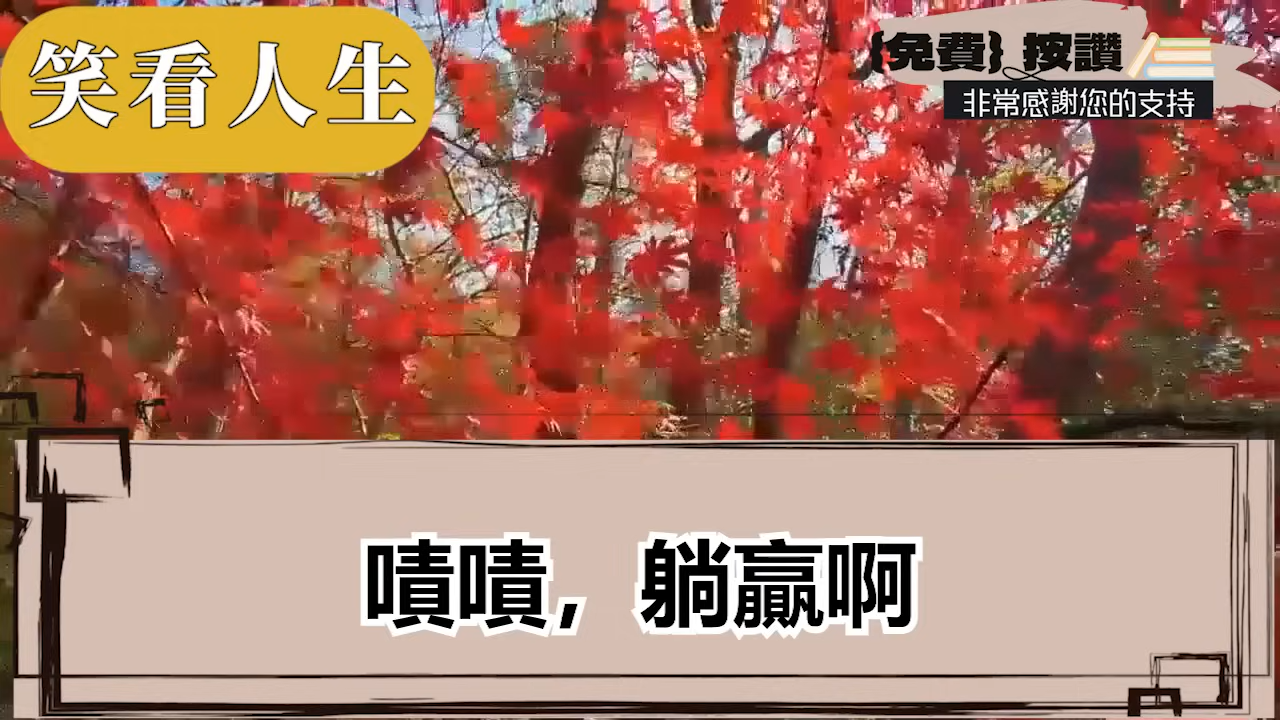 笑看人生
{免費} 按讚
非常感謝您的支持
嘖嘖，躺贏啊